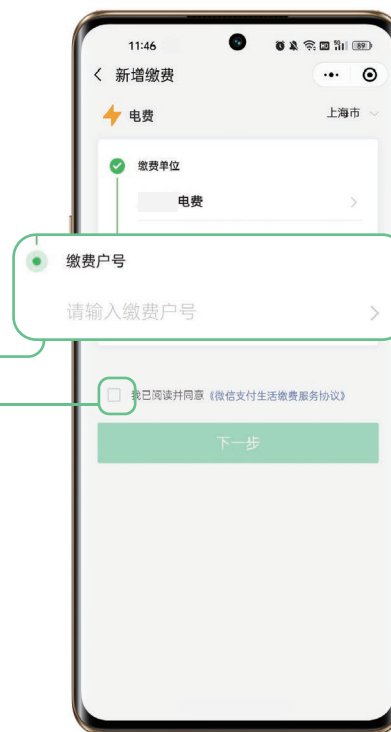 11:46
89
新增缴费
电费
上海市
缴费单位
电费
缴费户号
请输入缴费户号
我已阅读并同意《微信支付生活缴费服务协议》
下一步